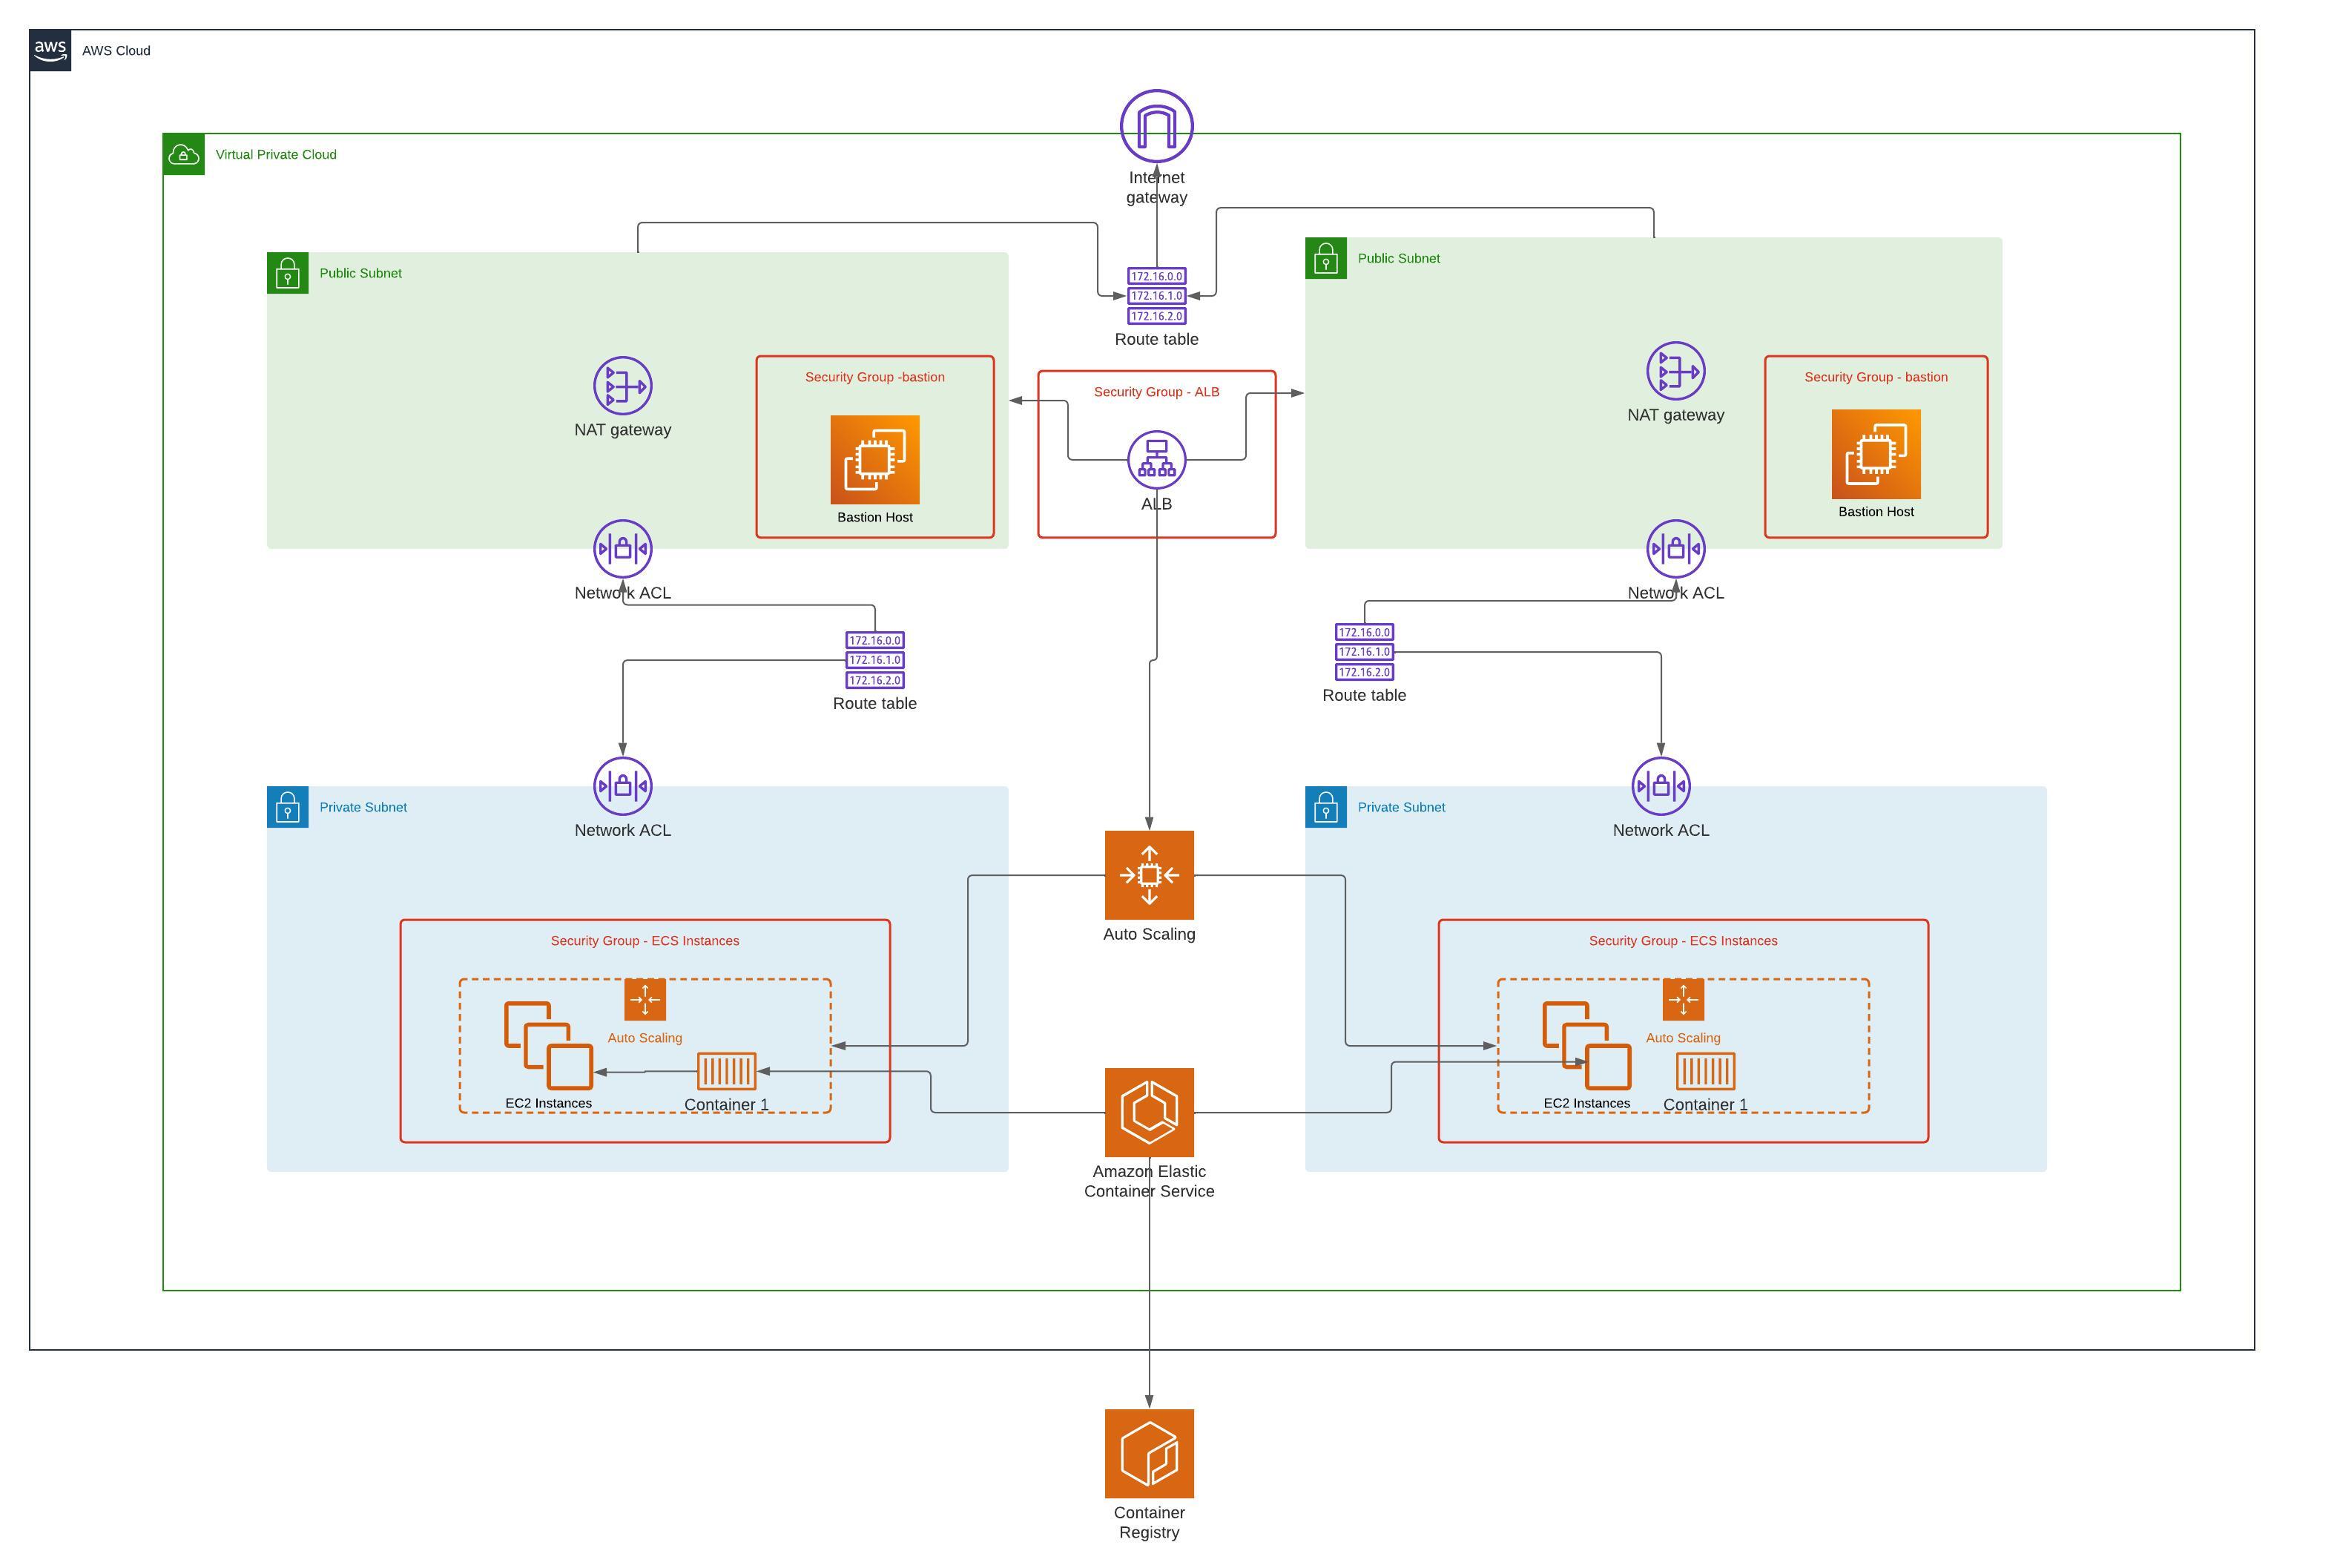 aws
AWS Cloud
Virtual Private Cloud
Internet
gateway
Public Subnet
Public Subnet
172.16.0.0
172.16.1.0
172.16.2.0
Route table
NAT gateway
Security Group -bastion
Bastion Host
Security Group - ALB
ALB
NAT gateway
Security Group - bastion
Bastion Host
Network ACL
Network ACL
172.16.0.0
172.16.1.0
172.16.2.0
Route table
172.16.0.0
172.16.1.0
172.16.2.0
Route table
Private Subnet
Network ACL
Private Subnet
Network ACL
Auto Scaling
Security Group - ECS Instances
Auto Scaling
EC2 Instances
Container 1
Security Group - ECS Instances
Auto Scaling
EC2 Instances
Container 1
Amazon Elastic
Container Service
Container
Registry